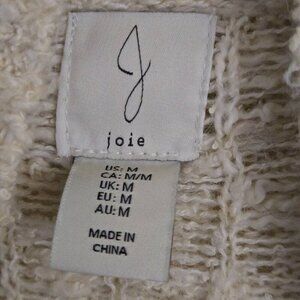 J
joie
US: M
CA: M/M
UK: M
EU: M
AU: M
MADE IN
CHINA